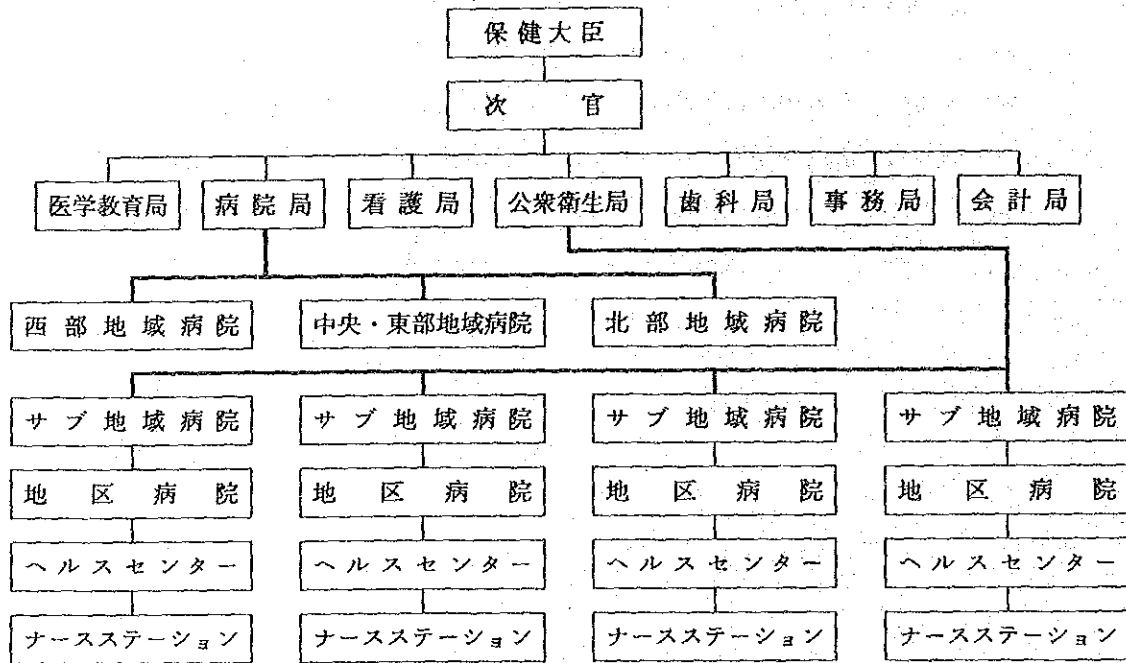 保健大臣
次官
医学教育局 病院局 看護局 公衆衛生局 歯科局 事務局 会計局
西部地域病院 中央・東部地域病院 北部地域病院
サブ地域病院 サブ地域病院 サブ地域病院 サブ地域病院
地区病院 地区病院 地区病院 地区病院
ヘルスセンター ヘルスセンター ヘルスセンター ヘルスセンター
ナースステーション ナースステーション ナースステーション ナースステーション